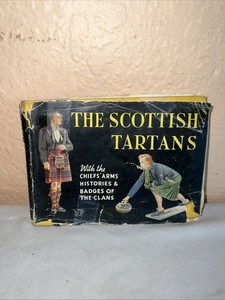 THE SCOTTISH
TARTANS
With the
CHIEFS' ARMS
HISTORIES &
BADGES OF
THE CLANS